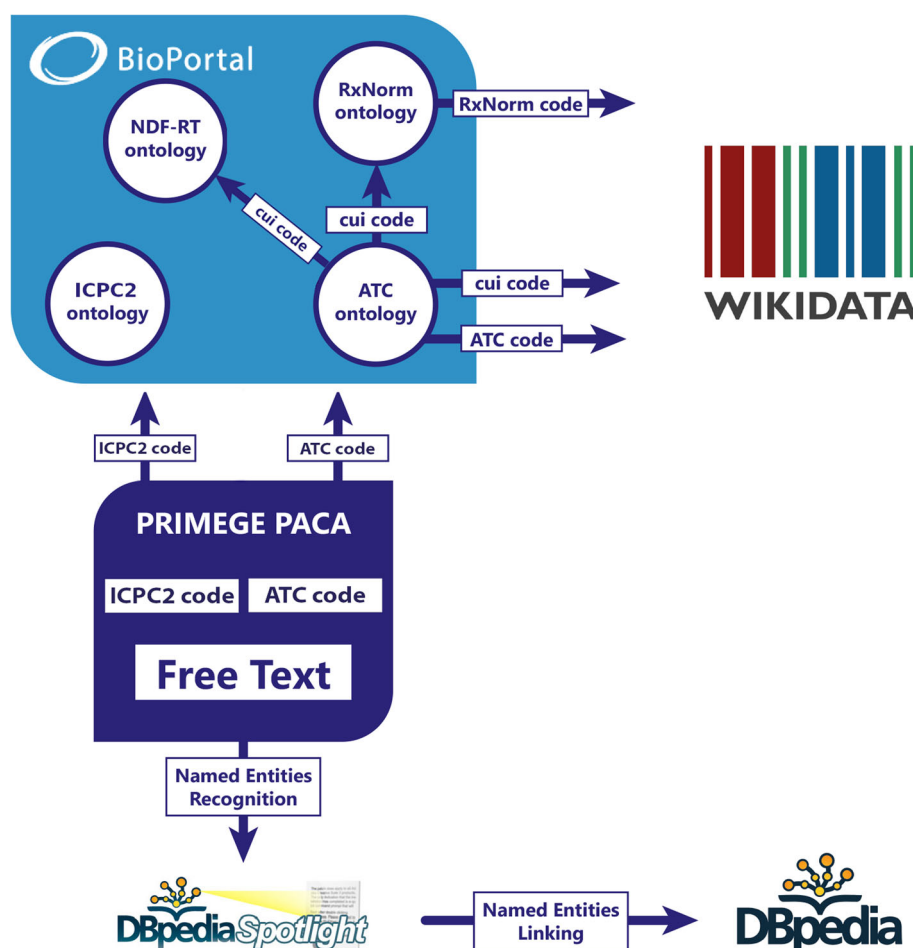 BioPortal
RxNorm
ontology
RxNorm code
NDF-RT
ontology
cui code
cui code
ICPC2
ontology
ATC
ontology
cui code
ATC code
WIKIDATA
ICPC2 code
ATC code
PRIMEGE PACA
ICPC2 code
ATC code
Free Text
Named Entities
Recognition
DBpedia Spotlight
Named Entities
Linking
DBpedia